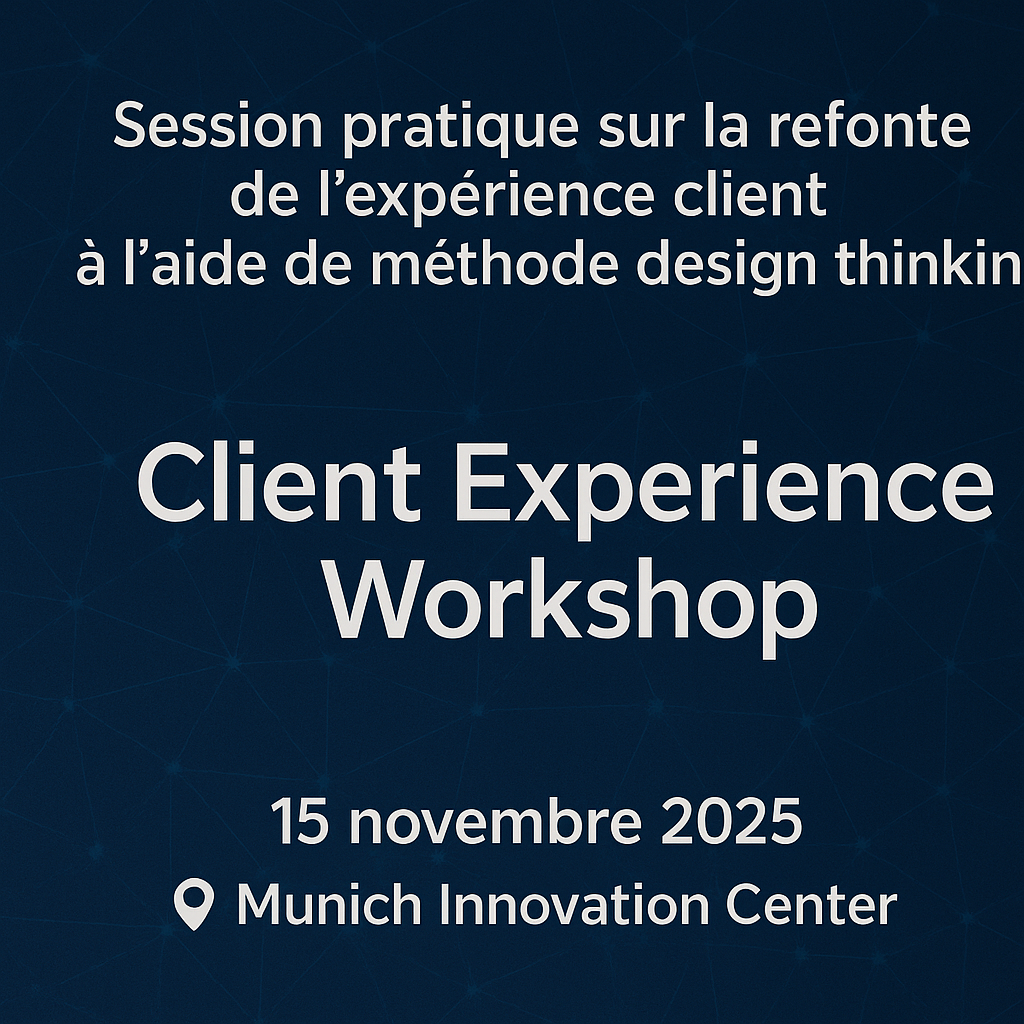 Session pratique sur la refonte
de l’expérience client
à l’aide de méthode design thinkin
Client Experience
Workshop
15 novembre 2025
Munich Innovation Center